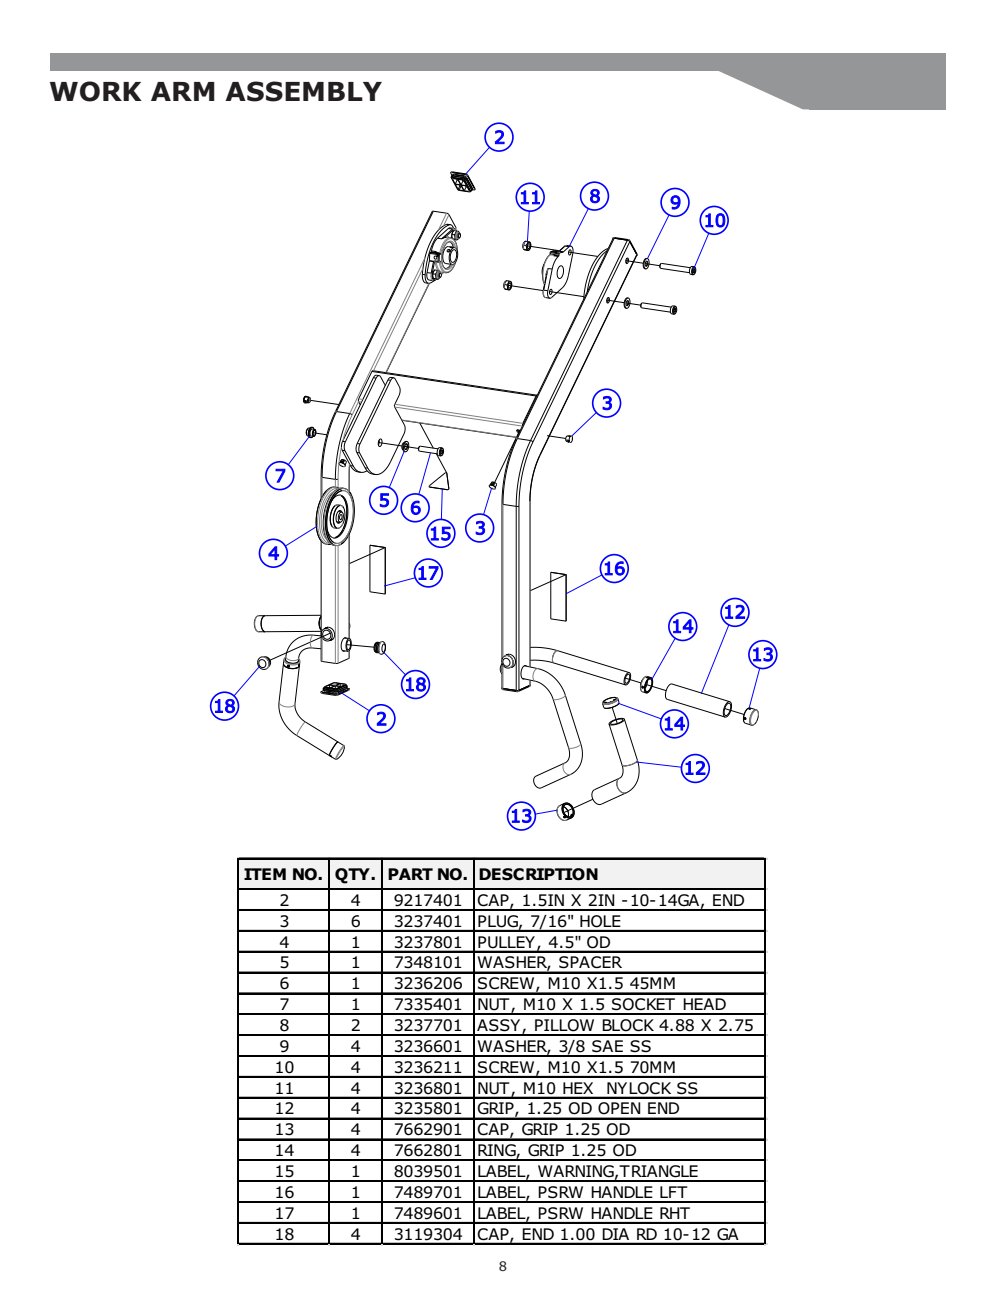 WORK ARM ASSEMBLY
2
11
8
9
10
3
7
5
6
15
3
4
17
16
12
14
13
18
18
2
14
12
13
ITEM NO. QTY. PART NO. DESCRIPTION
2 4 9217401 CAP, 1.5IN X 2IN -10-14GA, END
3 6 3237401 PLUG, 7/16" HOLE
4 1 3237801 PULLEY, 4.5" OD
5 1 7348101 WASHER, SPACER
6 1 3236206 SCREW, M10 X1.5 45MM
7 1 7335401 NUT, M10 X 1.5 SOCKET HEAD
8 2 3237701 ASSY, PILLOW BLOCK 4.88 X 2.75
9 4 3236601 WASHER, 3/8 SAE SS
10 4 3236211 SCREW, M10 X1.5 70MM
11 4 3236801 NUT, M10 HEX  NYLOCK SS
12 4 3235801 GRIP, 1.25 OD OPEN END
13 4 7662901 CAP, GRIP 1.25 OD
14 4 7662801 RING, GRIP 1.25 OD
15 1 8039501 LABEL, WARNING,TRIANGLE
16 1 7489701 LABEL, PSRW HANDLE LFT
17 1 7489601 LABEL, PSRW HANDLE RHT
18 4 3119304 CAP, END 1.00 DIA RD 10-12 GA
8